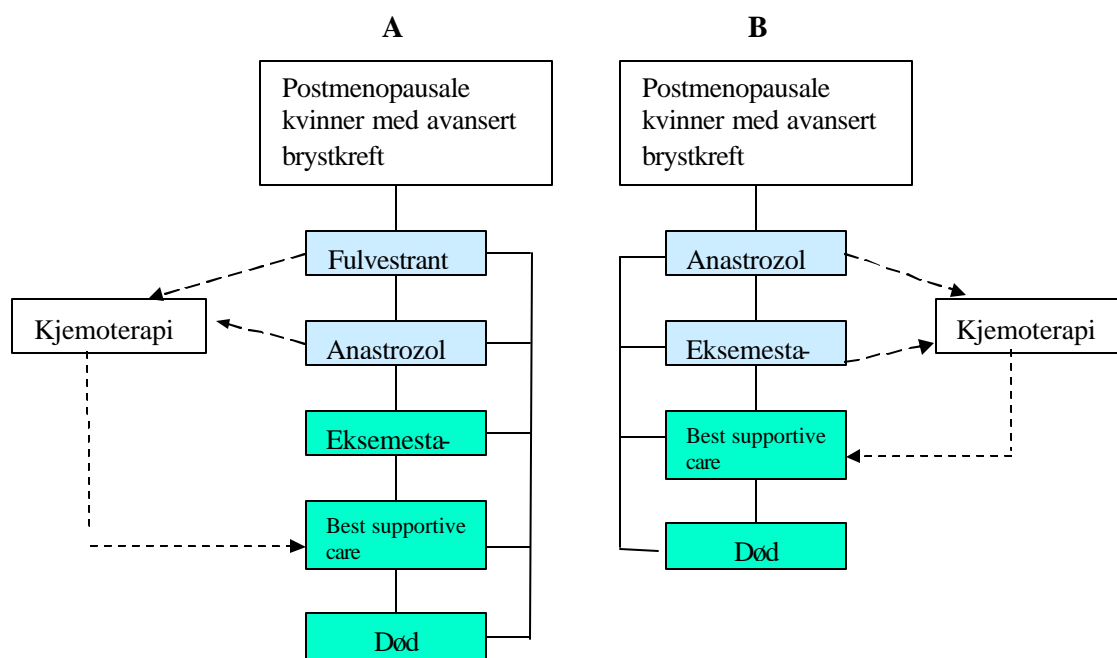 A
Postmenopausale
kvinner med avansert
brystkreft
Fulvestrant
Kjemoterapi
Anastrozol
Eksemesta-
Best supportive
care
Død
B
Postmenopausale
kvinner med avansert
brystkreft
Anastrozol
Kjemoterapi
Eksemesta-
Best supportive
care
Død